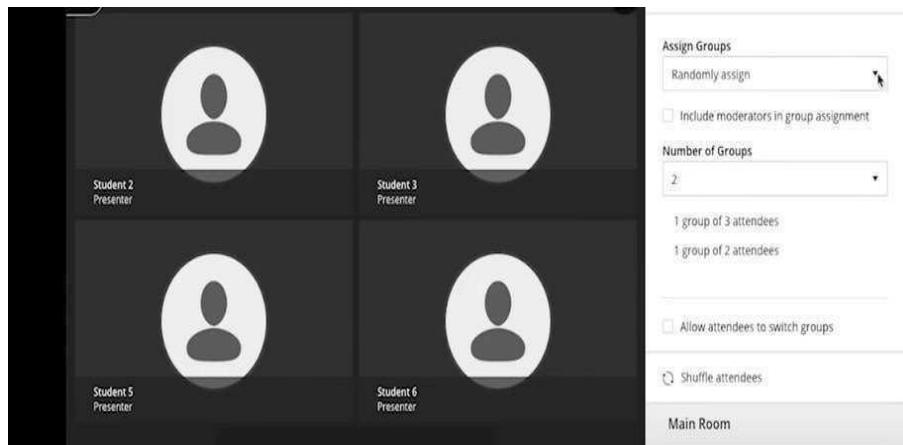 Student 2
Presenter
Student 3
Presenter
Student 5
Presenter
Student 6
Presenter
Assign Groups
Randomly assign
Include moderators in group assignment
Number of Groups
2
1 group of 3 attendees
1 group of 2 attendees
Allow attendees to switch groups
Shuffle attendees
Main Room